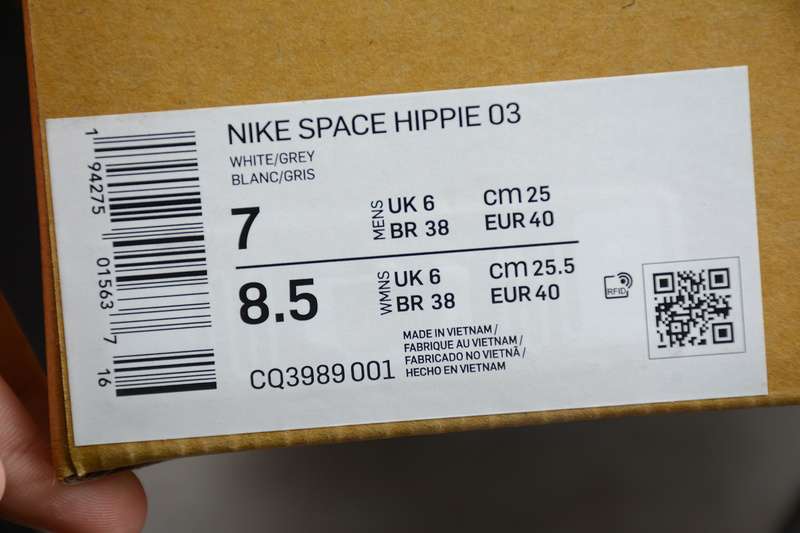 NIKE SPACE HIPPIE 03
WHITE/GREY
BLANC/GRIS
7 MENS UK 6 cm 25
BR 38 EUR 40
8.5 WMNS UK 6 cm 25.5
BR 38 EUR 40
RFID
CQ3989 001
MADE IN VIETNAM /
FABRIQUE AU VIETNAM /
FABRICADO NO VIETNÃ /
HECHO EN VIETNAM
1 94275 01563 7 16